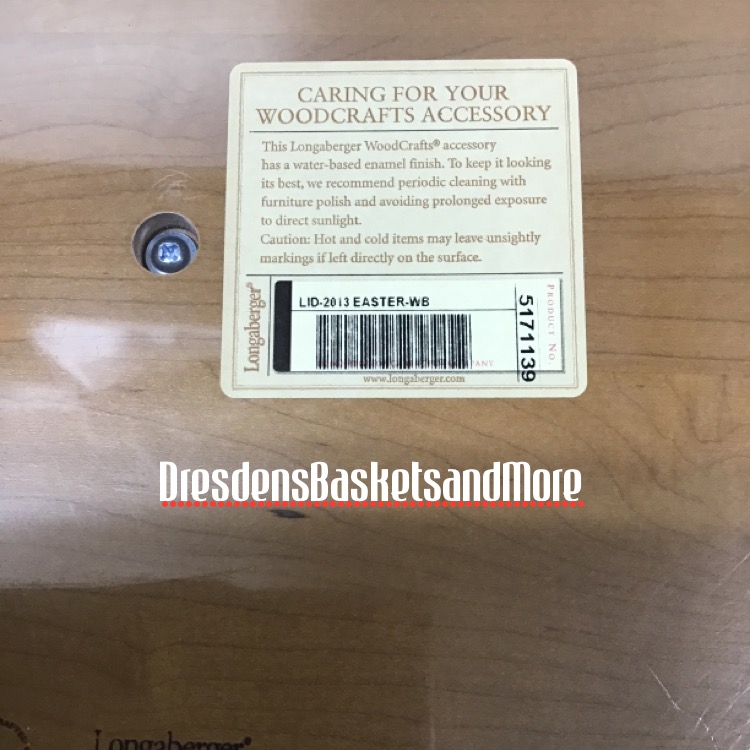 CARING FOR YOUR
WOODCRAFTS ACCESSORY
This Longaberger WoodCrafts® accessory
has a water-based enamel finish. To keep it looking
its best, we recommend periodic cleaning with
furniture polish and avoiding prolonged exposure
to direct sunlight.
Caution: Hot and cold items may leave unsightly
markings if left directly on the surface.
Longaberger®
LID-2013 EASTER-WB
5171139
PRODUCT NO.
www.longaberger.com
DresdensBasketsandMore
Longaberger®